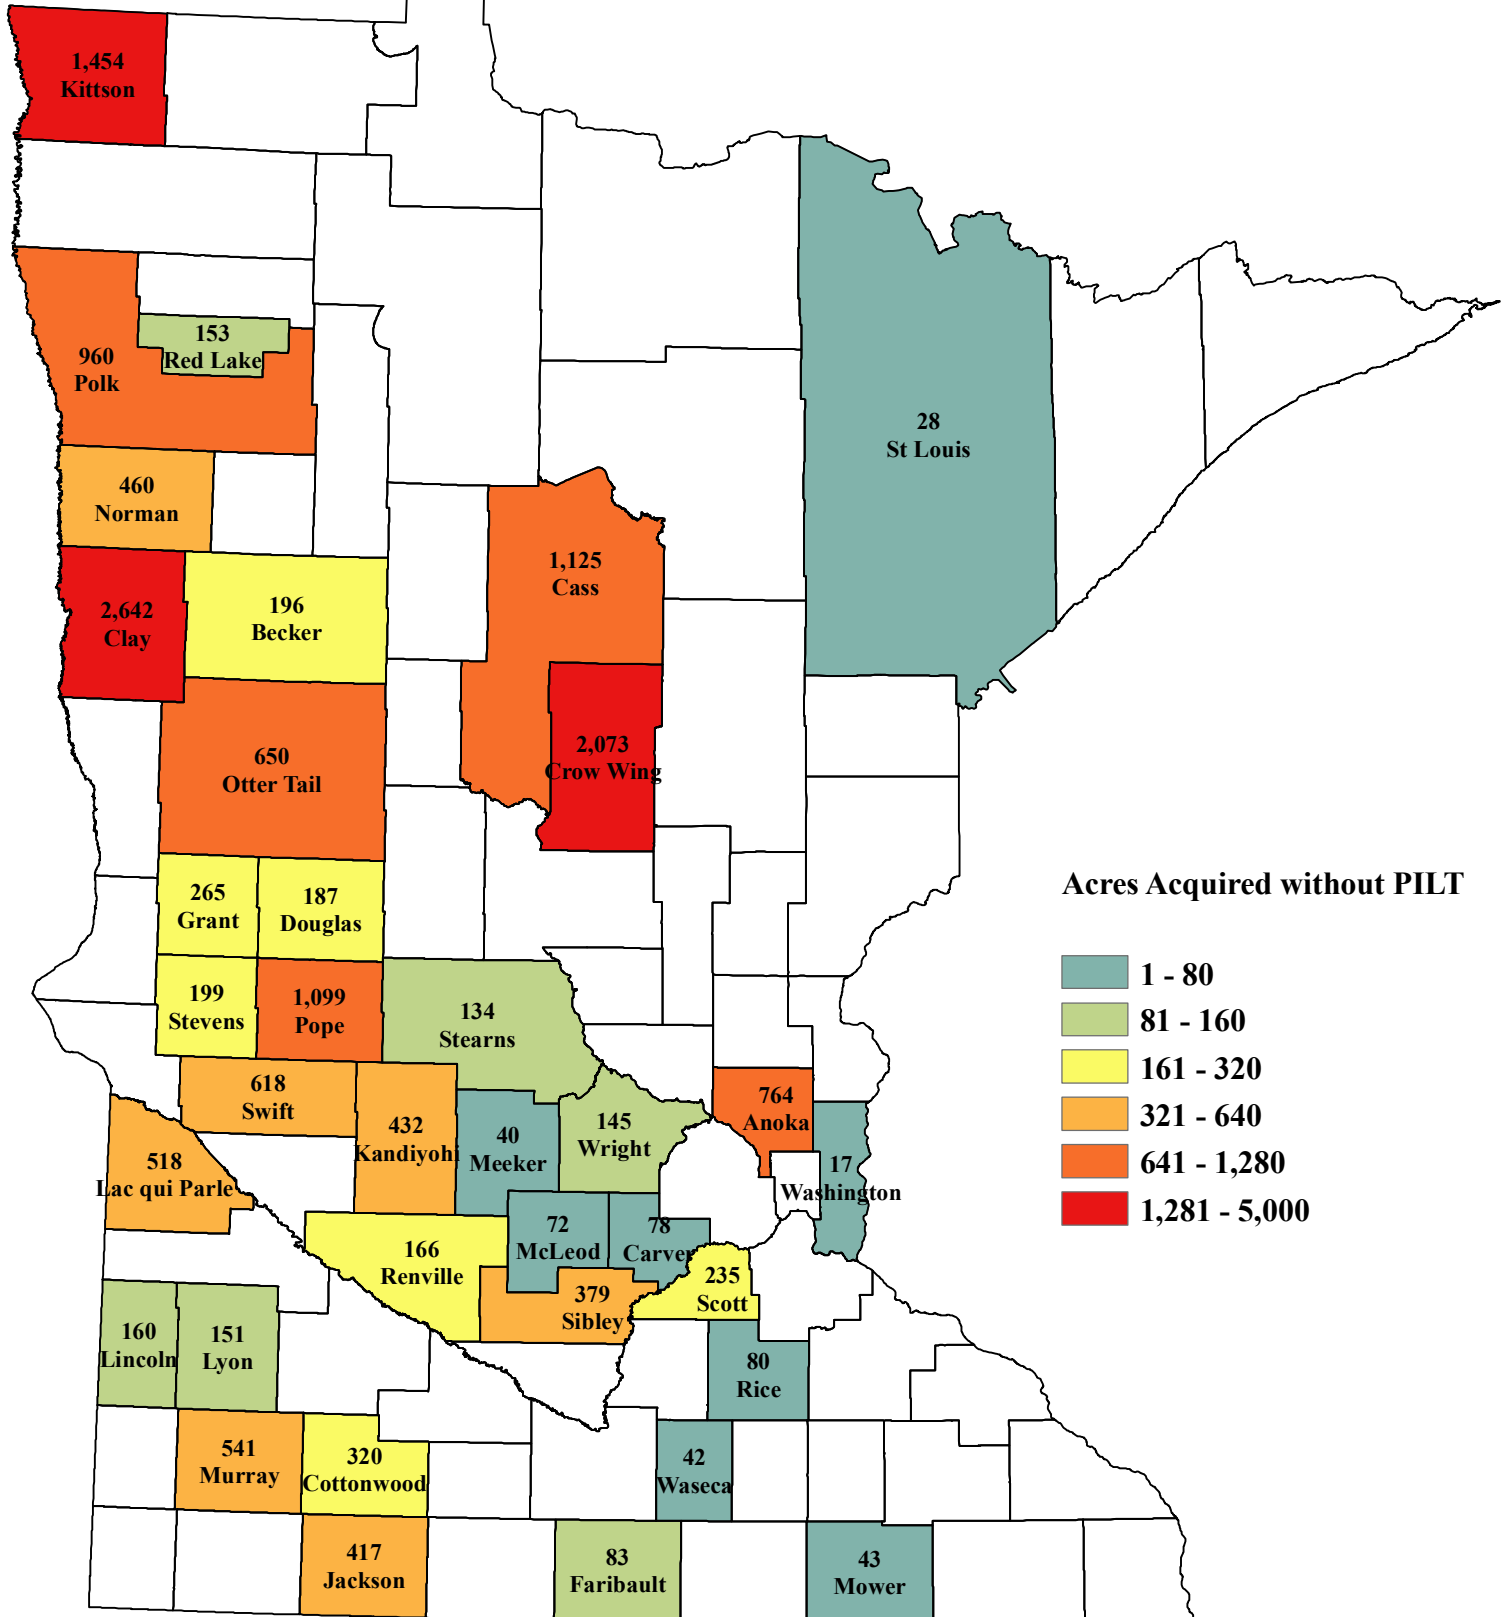 1,454
Kittson
153
Red Lake
960
Polk
28
St Louis
460
Norman
1,125
Cass
2,642
Clay
196
Becker
2,073
Crow Wing
650
Otter Tail
265
Grant
187
Douglas
Acres Acquired without PILT
1 - 80
81 - 160
161 - 320
321 - 640
641 - 1,280
1,281 - 5,000
199
Stevens
1,099
Pope
134
Stearns
618
Swift
432
Kandiyohi
40
Meeker
145
Wright
764
Anoka
518
Lac qui Parle
17
Washington
72
McLeod
78
Carver
166
Renville
379
Sibley
235
Scott
160
Lincoln
151
Lyon
80
Rice
541
Murray
320
Cottonwood
42
Waseca
417
Jackson
83
Faribault
43
Mower